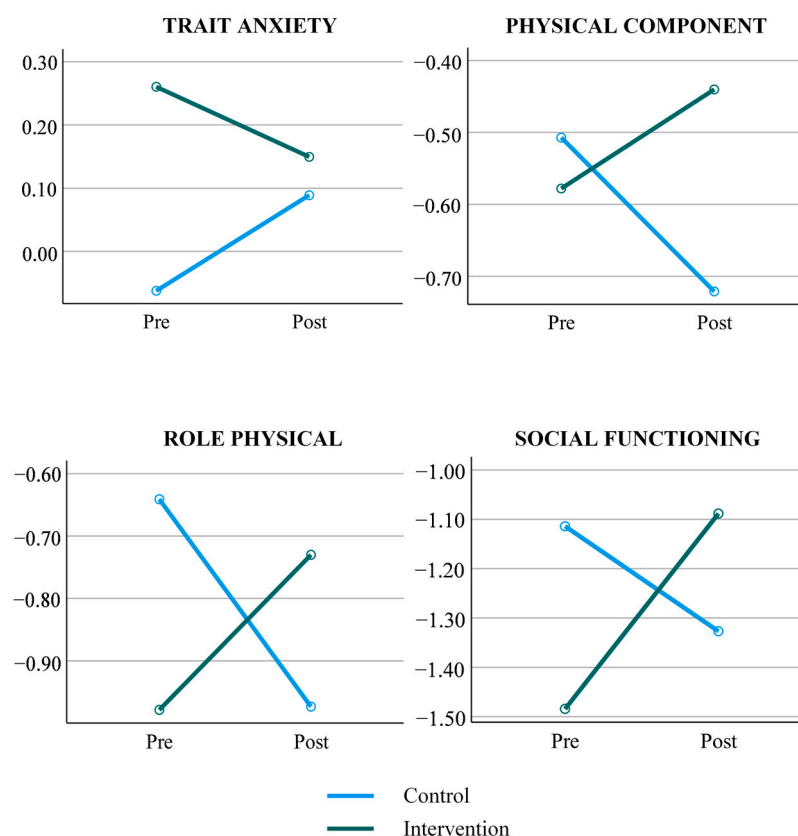 TRAIT ANXIETY
0.30
0.20
0.10
0.00
Pre Post
PHYSICAL COMPONENT
−0.40
−0.50
−0.60
−0.70
Pre Post
ROLE PHYSICAL
−0.60
−0.70
−0.80
−0.90
Pre Post
SOCIAL FUNCTIONING
−1.00
−1.10
−1.20
−1.30
−1.40
−1.50
Pre Post
Control
Intervention